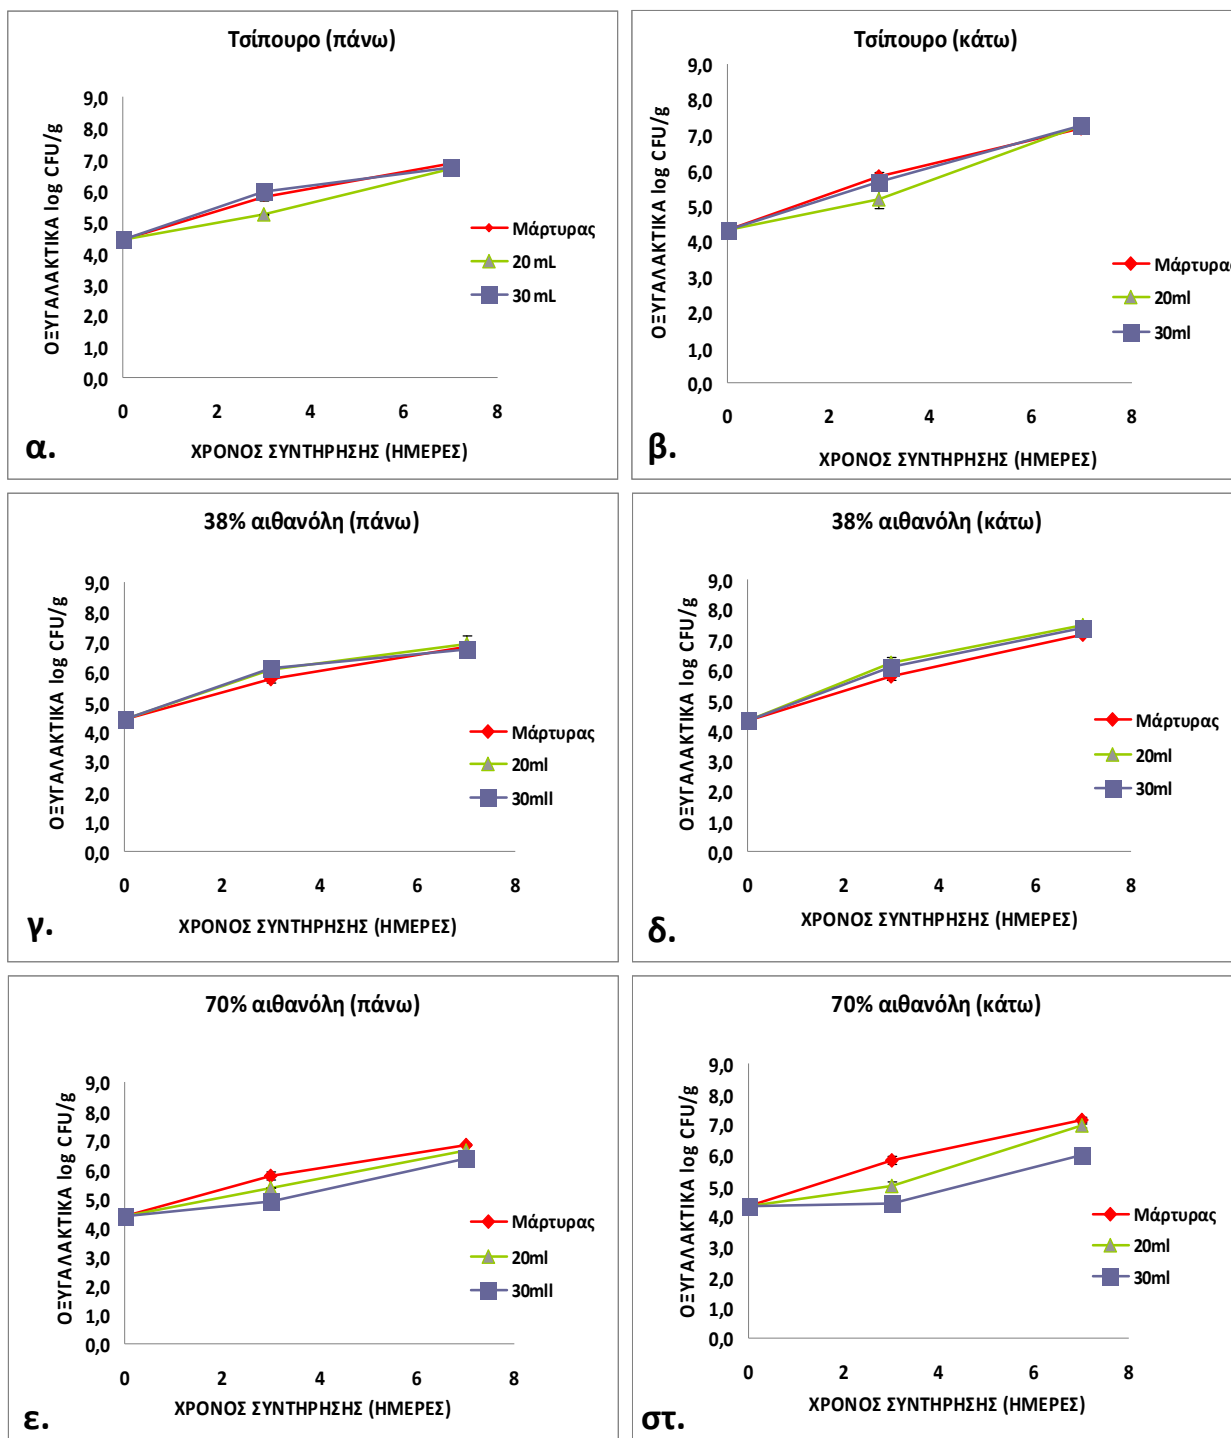 Τσίπουρο (πάνω)
ΟΞΥΓΑΛΑΚΤΙΚΑ log CFU/g
9,0
8,0
7,0
6,0
5,0
4,0
3,0
2,0
1,0
0,0
0 2 4 6 8
ΧΡΟΝΟΣ ΣΥΝΤΗΡΗΣΗΣ (ΗΜΕΡΕΣ)
Μάρτυρας
20 mL
30 mL
α.
Τσίπουρο (κάτω)
ΟΞΥΓΑΛΑΚΤΙΚΑ log CFU/g
9,0
8,0
7,0
6,0
5,0
4,0
3,0
2,0
1,0
0,0
0 2 4 6 8
ΧΡΟΝΟΣ ΣΥΝΤΗΡΗΣΗΣ (ΗΜΕΡΕΣ)
Μάρτυρας
20ml
30ml
β.
38% αιθανόλη (πάνω)
ΟΞΥΓΑΛΑΚΤΙΚΑ log CFU/g
9,0
8,0
7,0
6,0
5,0
4,0
3,0
2,0
1,0
0,0
0 2 4 6 8
ΧΡΟΝΟΣ ΣΥΝΤΗΡΗΣΗΣ (ΗΜΕΡΕΣ)
Μάρτυρας
20ml
30mll
γ.
38% αιθανόλη (κάτω)
ΟΞΥΓΑΛΑΚΤΙΚΑ log CFU/g
9,0
8,0
7,0
6,0
5,0
4,0
3,0
2,0
1,0
0,0
0 2 4 6 8
ΧΡΟΝΟΣ ΣΥΝΤΗΡΗΣΗΣ (ΗΜΕΡΕΣ)
Μάρτυρας
20ml
30ml
δ.
70% αιθανόλη (πάνω)
ΟΞΥΓΑΛΑΚΤΙΚΑ log CFU/g
9,0
8,0
7,0
6,0
5,0
4,0
3,0
2,0
1,0
0,0
0 2 4 6 8
ΧΡΟΝΟΣ ΣΥΝΤΗΡΗΣΗΣ (ΗΜΕΡΕΣ)
Μάρτυρας
20ml
30mll
ε.
70% αιθανόλη (κάτω)
ΟΞΥΓΑΛΑΚΤΙΚΑ log CFU/g
9,0
8,0
7,0
6,0
5,0
4,0
3,0
2,0
1,0
0,0
0 2 4 6 8
ΧΡΟΝΟΣ ΣΥΝΤΗΡΗΣΗΣ (ΗΜΕΡΕΣ)
Μάρτυρας
20ml
30ml
στ.